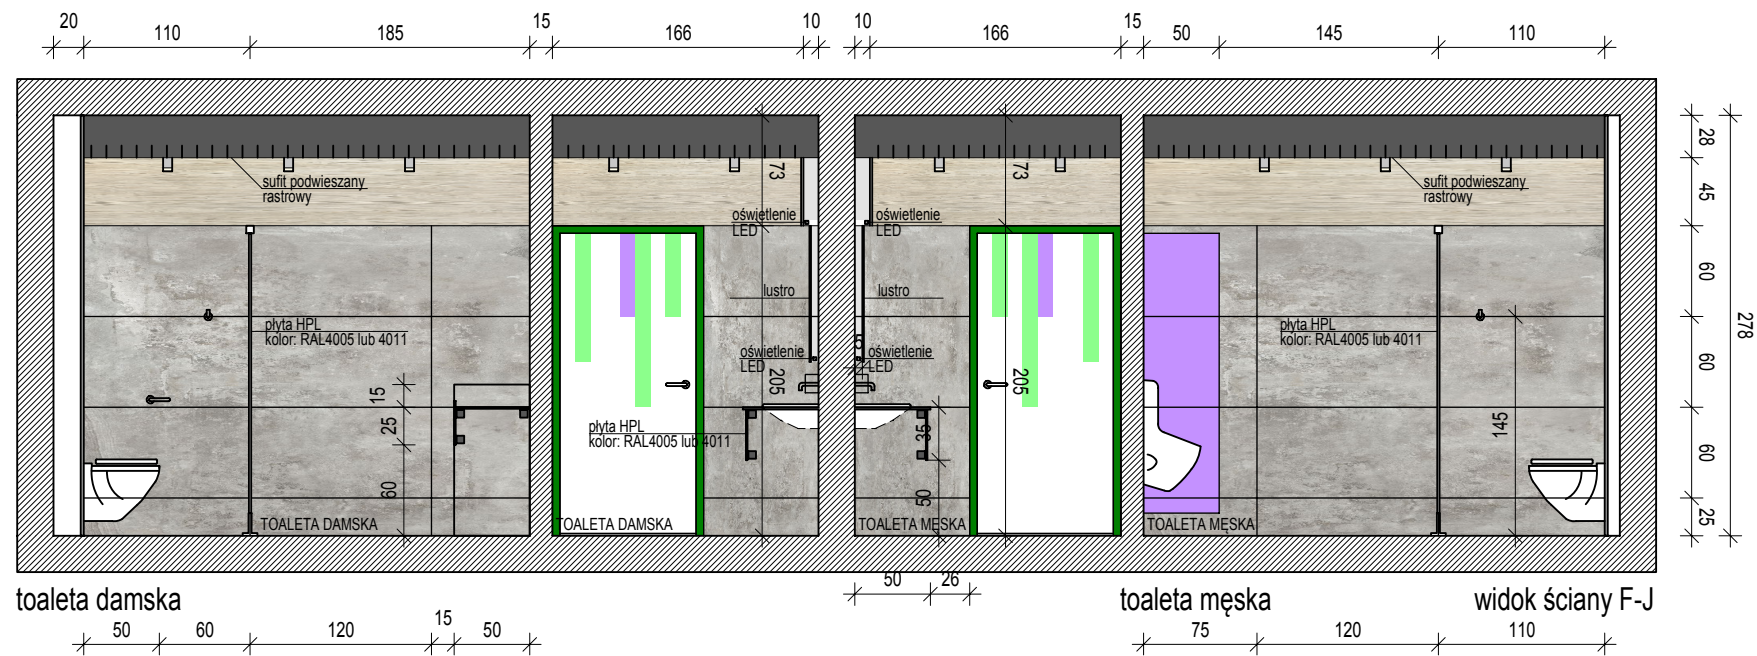 20 110 185 15 166 10 10 166 15 50 145 110
73 73 28
sufit podwieszany
rastrowy
sufit podwieszany
rastrowy
45
oświetlenie
LED
oświetlenie
LED
60
lustro
lustro
płyta HPL
kolor: RAL4005 lub 4011
płyta HPL
kolor: RAL4005 lub 4011
278
oświetlenie
LED
5
oświetlenie
LED
60
15
205
205
25
płyta HPL
kolor: RAL4005 lub 4011
35
145
60
60
50
25
TOALETA DAMSKA
TOALETA DAMSKA
TOALETA MĘSKA
TOALETA MĘSKA
50 26
toaleta damska
toaleta męska
widok ściany F-J
50 60 120 15 50
75 120 110